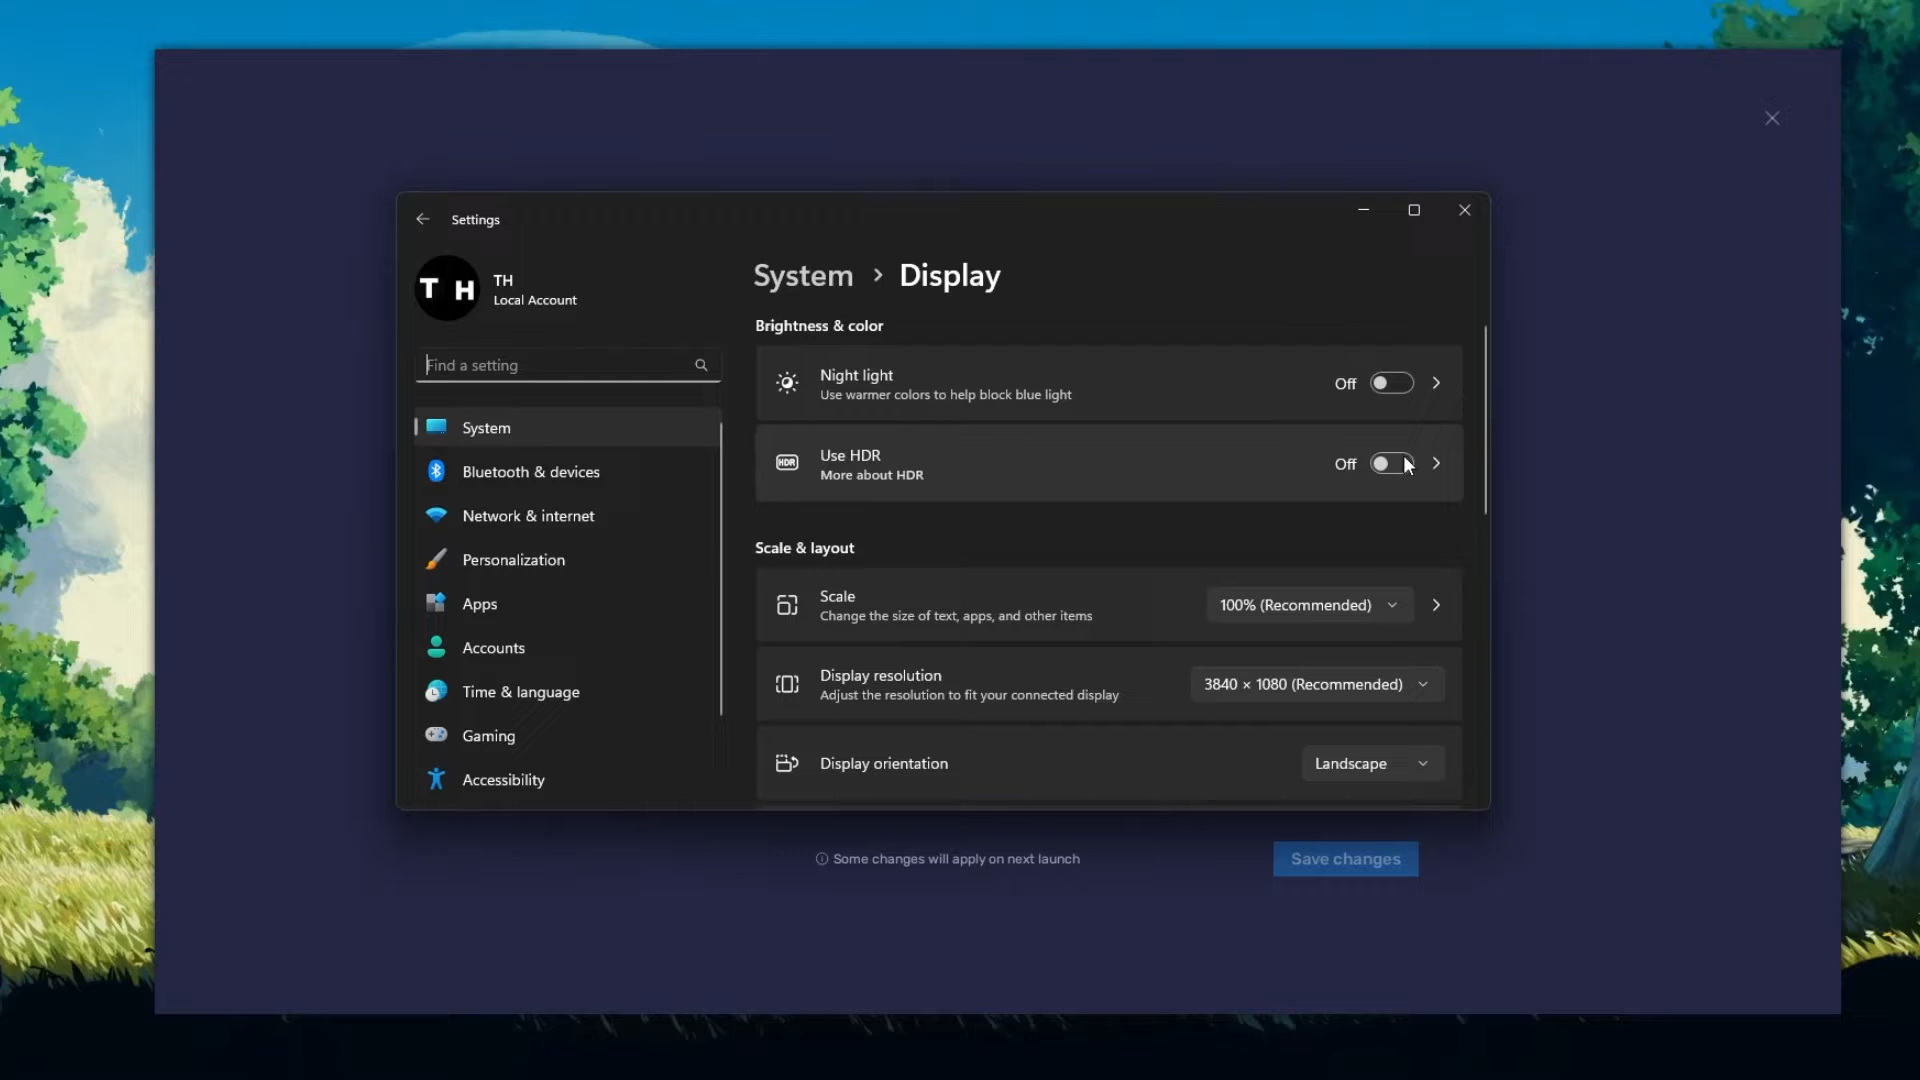 Settings
T H
TH
Local Account
Find a setting
System
Bluetooth & devices
Network & internet
Personalization
Apps
Accounts
Time & language
Gaming
Accessibility
System > Display
Brightness & color
Night light
Use warmer colors to help block blue light
Off
HDR
Use HDR
More about HDR
Off
Scale & layout
Scale
Change the size of text, apps, and other items
100% (Recommended)
Display resolution
Adjust the resolution to fit your connected display
3840 × 1080 (Recommended)
Display orientation
Landscape
Some changes will apply on next launch
Save changes